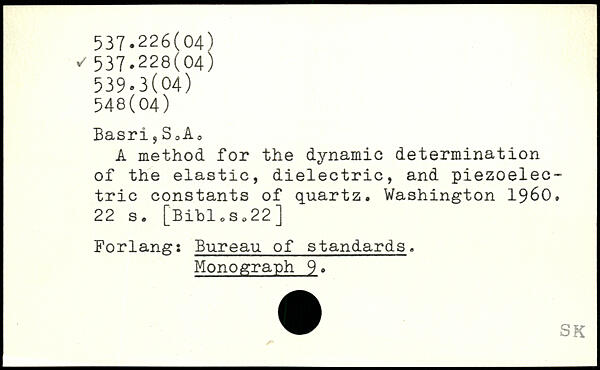 537.226(04)
✓ 537.228(04)
539.3(04)
548(04)
Basri,S.A.
A method for the dynamic determination
of the elastic, dielectric, and piezoelec-
tric constants of quartz. Washington 1960.
22 s. [Bibl.s.22]
Forlang: Bureau of standards.
Monograph 9.
SK